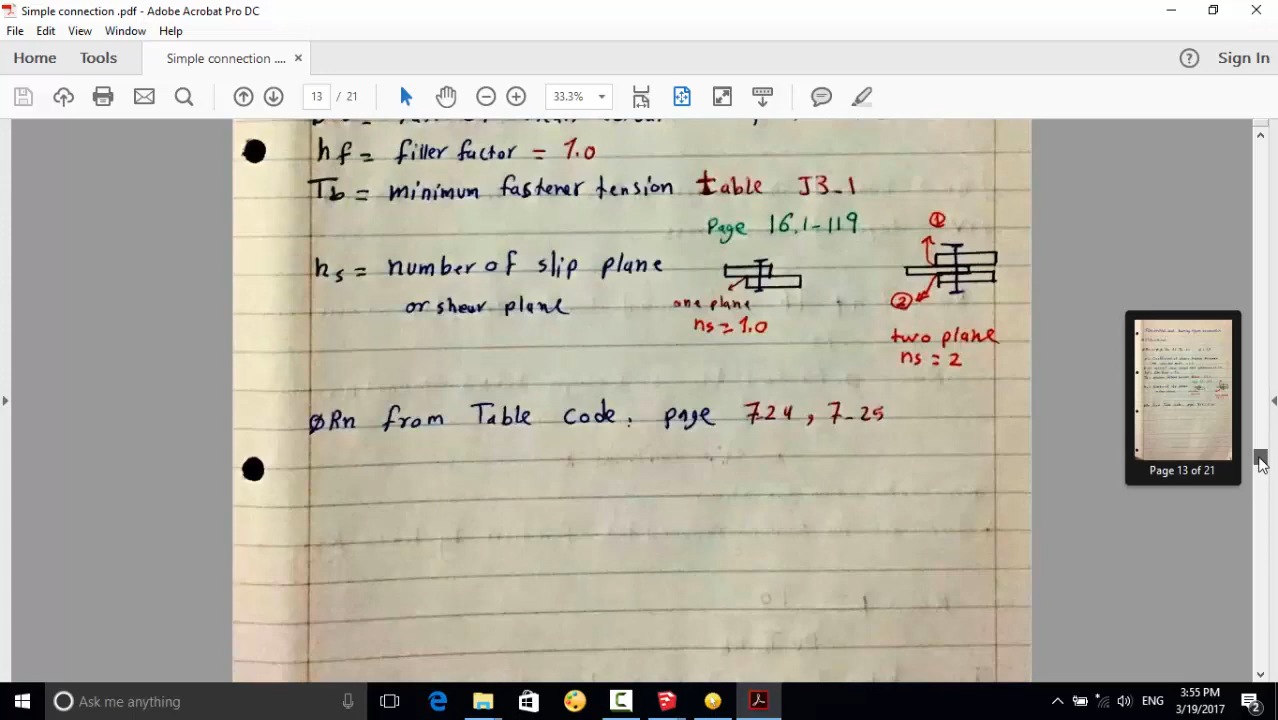 Simple connection .pdf - Adobe Acrobat Pro DC
File Edit View Window Help
Home Tools Simple connection .... × Sign In
13 / 21 33.3%
hf = filler factor = 1.0
Tb = minimum fastener tension table J3-1
page 16.1-119
①
hs = number of slip plane
or shear plane
②
one plane
ns = 1.0
two plane
ns = 2
ØRn from Table code. page 7-24, 7-25
Page 13 of 21
Ask me anything
ENG
3:55 PM
3/19/2017
2